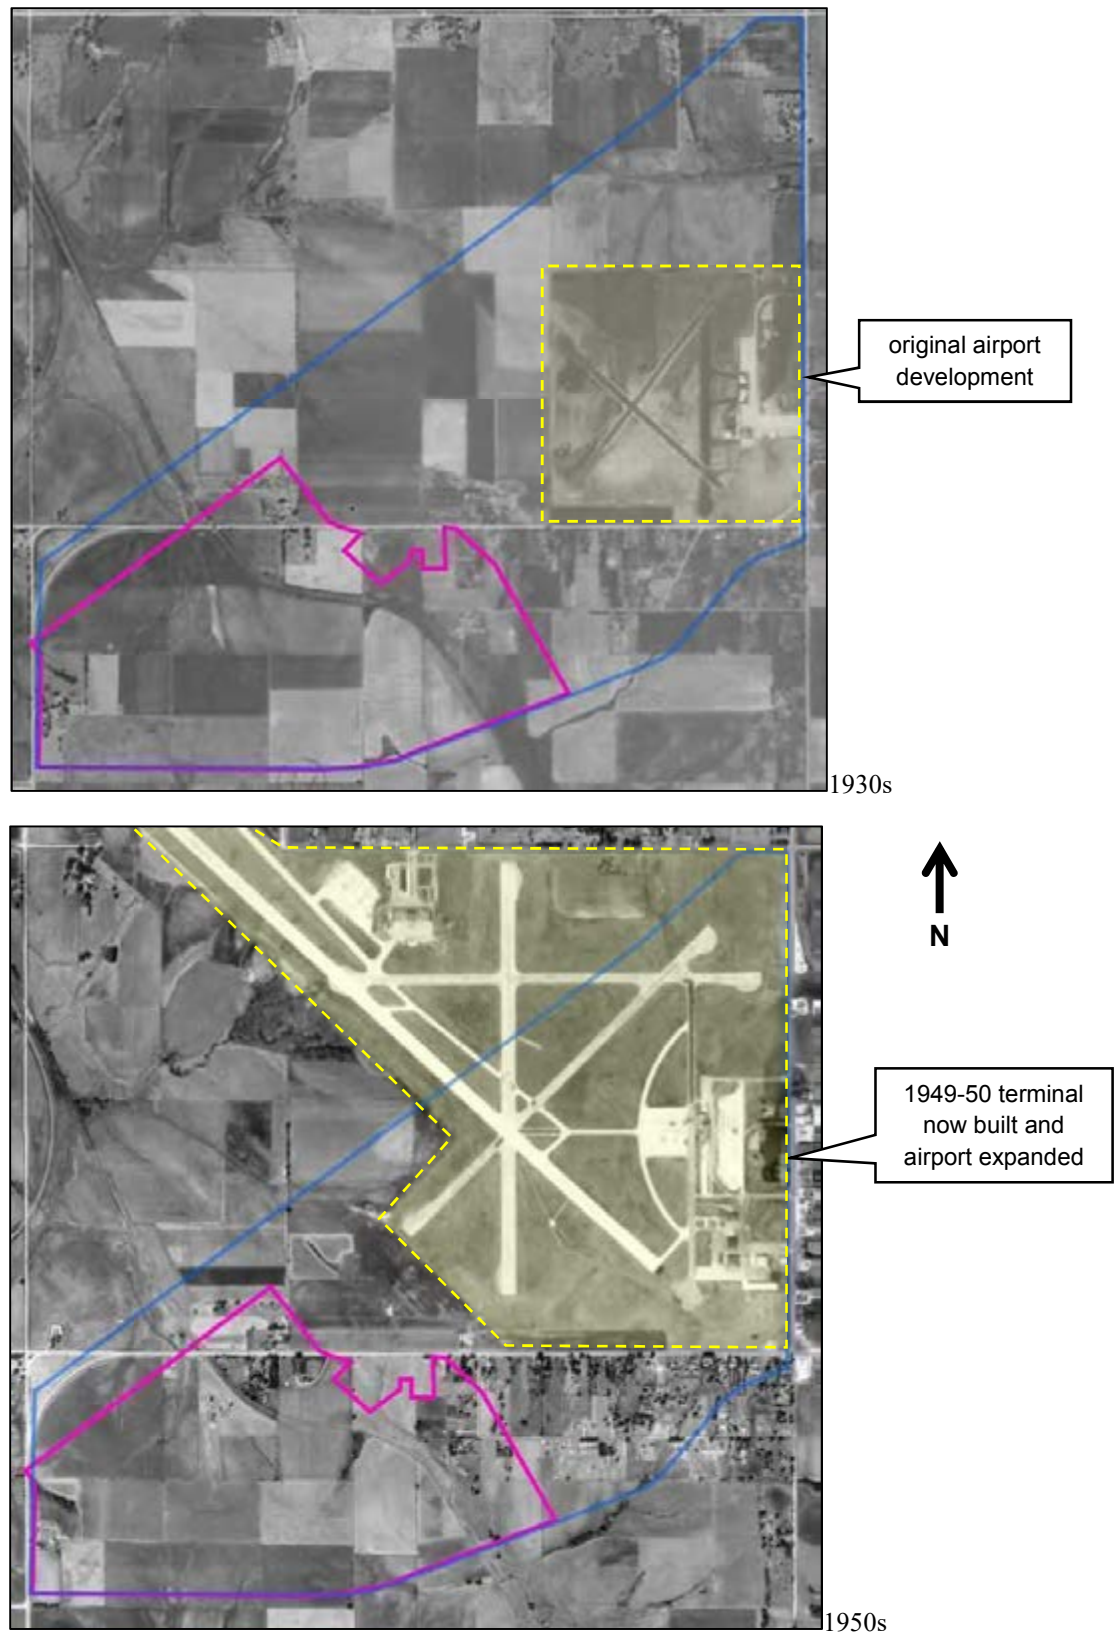 original airport
development
1930s
N
1949-50 terminal
now built and
airport expanded
1950s